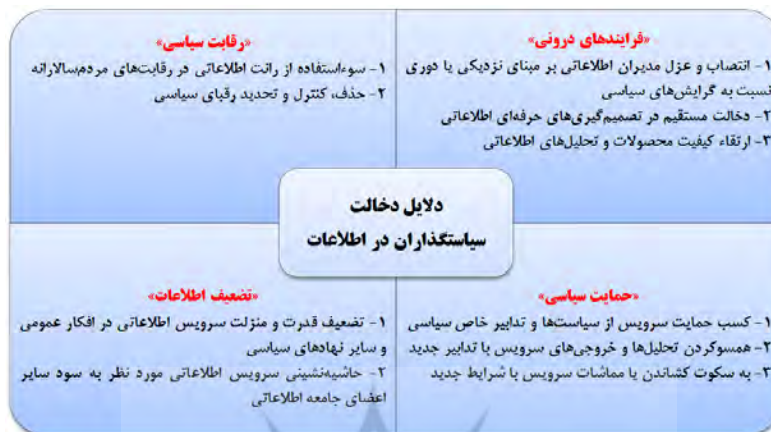 «فرایندهای درونی»
۱- انتصاب و عزل مدیران اطلاعاتی بر مبنای نزدیکی یا دوری
نسبت به گرایش‌های سیاسی
۲- دخالت مستقیم در تصمیم‌گیری‌های حرفه‌ای اطلاعاتی
۳- ارتقاء کیفیت محصولات و تحلیل‌های اطلاعاتی
«رقابت سیاسی»
۱- سوءاستفاده از رانت اطلاعاتی در رقابت‌های مردم‌سالارانه
۲- حذف، کنترل و تحدید رقبای سیاسی
دلایل دخالت
سیاستگذاران در اطلاعات
«حمایت سیاسی»
۱- کسب حمایت سرویس از سیاست‌ها و تدابیر خاص سیاسی
۲- همسوکردن تحلیل‌ها و خروجی‌های سرویس با تدابیر جدید
۳- به سکوت کشاندن یا مماشات سرویس با شرایط جدید
«تضعیف اطلاعات»
۱- تضعیف قدرت و منزلت سرویس اطلاعاتی در افکار عمومی
و سایر نهادهای سیاسی
۲- حاشیه‌نشینی سرویس اطلاعاتی مورد نظر به سود سایر
اعضای جامعه اطلاعاتی